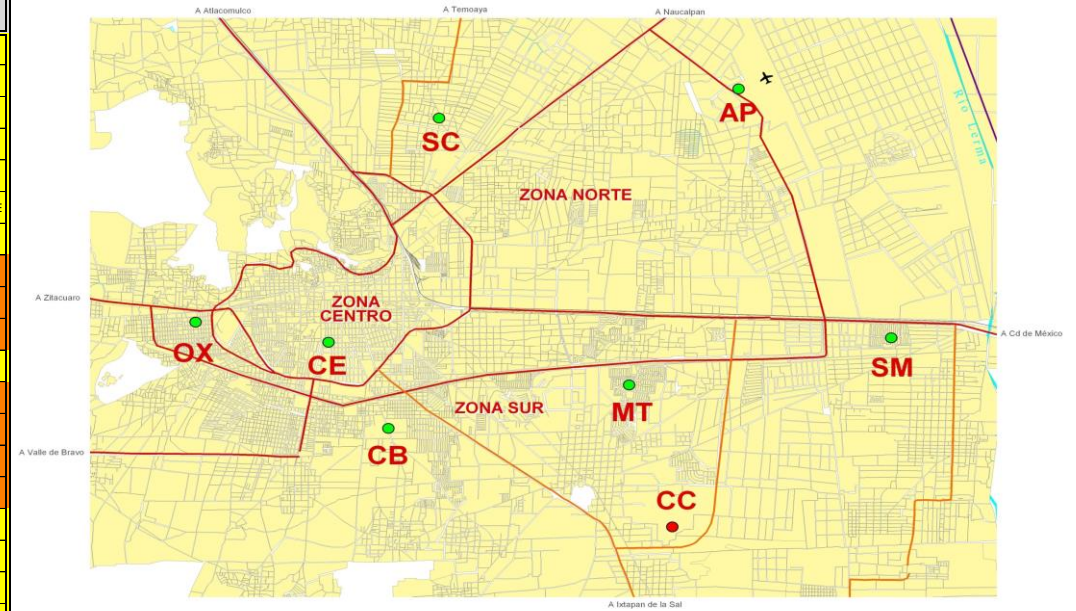 A Atlacomulco
A Temoaya
A Naucalpan
AP
SC
Río Lerma
ZONA NORTE
E
A Zitacuaro
ZONA
CENTRO
A Cd de México
OX
CE
SM
ZONA SUR
MT
CB
A Valle de Bravo
CC
A Ixtapan de la Sal